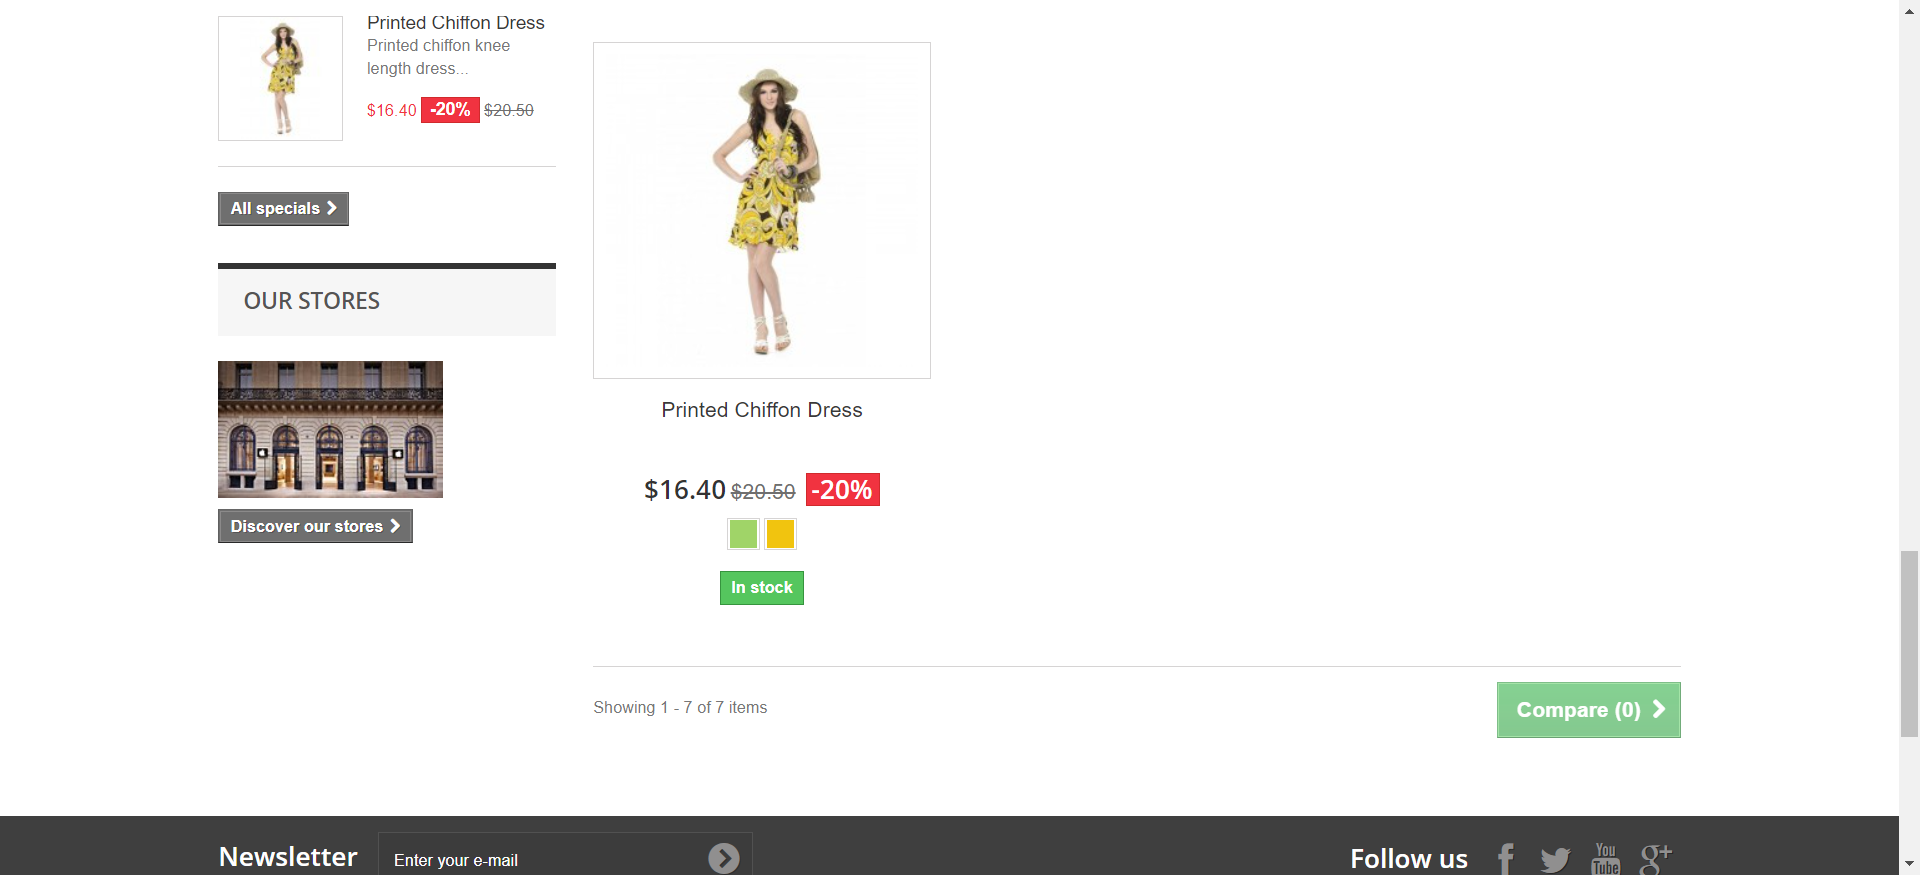 Printed Chiffon Dress
Printed chiffon knee
length dress...
$16.40 -20% $20.50
All specials
OUR STORES
Discover our stores
Printed Chiffon Dress
$16.40 $20.50 -20%
In stock
Showing 1 - 7 of 7 items
Compare (0)
Newsletter
Enter your e-mail
Follow us
You
Tube
g+